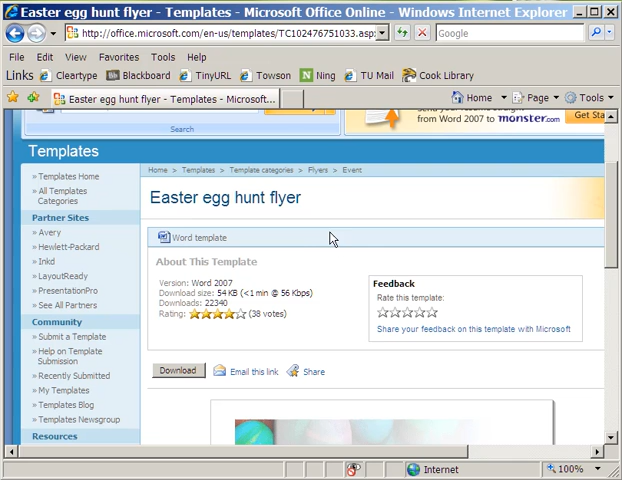 Easter egg hunt flyer - Templates - Microsoft Office Online - Windows Internet Explorer
http://office.microsoft.com/en-us/templates/TC102476751033.asp
Google
File Edit View Favorites Tools Help
Links Cleartype Blackboard TinyURL Towson Ning TU Mail Cook Library
Easter egg hunt flyer - Templates - Microsoft... Home Page Tools
Search
from Word 2007 to monster.com
Get Sta
Templates
Home > Templates > Template categories > Flyers > Event
» Templates Home
» All Templates
Categories
Partner Sites
» Avery
» Hewlett-Packard
» Inkd
» LayoutReady
» PresentationPro
» See All Partners
Community
» Submit a Template
» Help on Template
Submission
» Recently Submitted
» My Templates
» Templates Blog
» Templates Newsgroup
Resources
Easter egg hunt flyer
Word template
About This Template
Version: Word 2007
Download size: 54 KB (<1 min @ 56 Kbps)
Downloads: 22340
Rating: (38 votes)
Feedback
Rate this template:
Share your feedback on this template with Microsoft
Download Email this link Share
Internet 100%